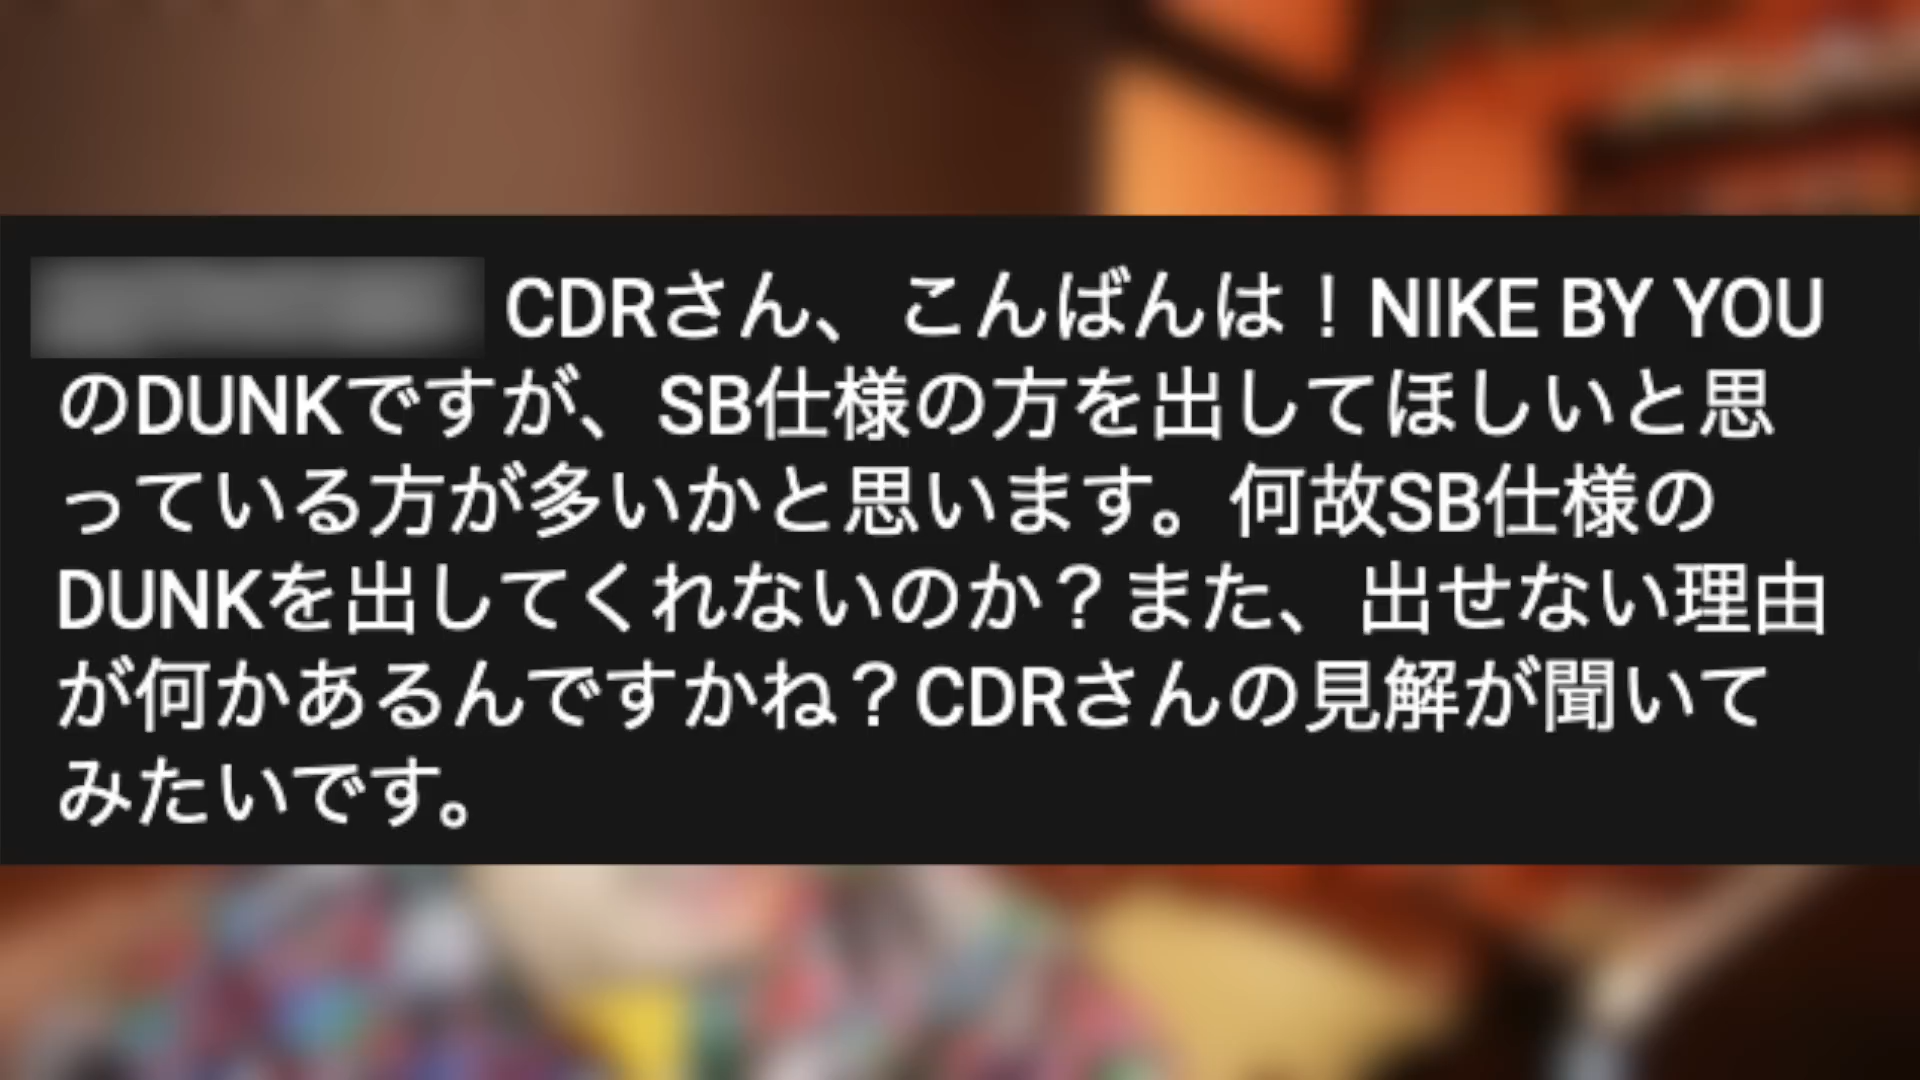 CDRさん、こんばんは！NIKE BY YOU
のDUNKですが、SB仕様の方を出してほしいと思
っている方が多いかと思います。何故SB仕様の
DUNKを出してくれないのか？また、出せない理由
が何かあるんですかね？CDRさんの見解が聞いて
みたいです。